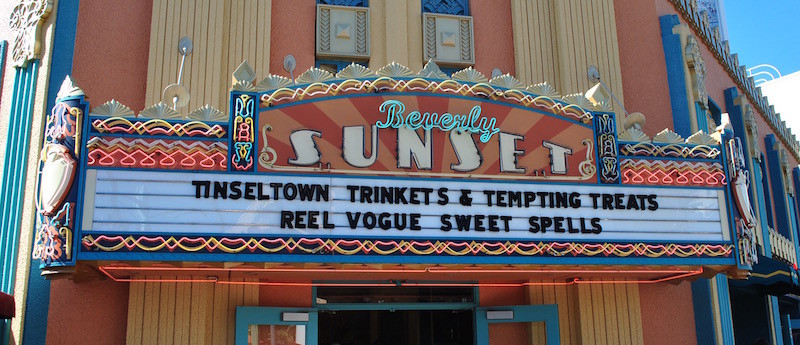 Beverly
SUNSET
TINSELTOWN TRINKETS & TEMPTING TREATS
REEL VOGUE SWEET SPELLS